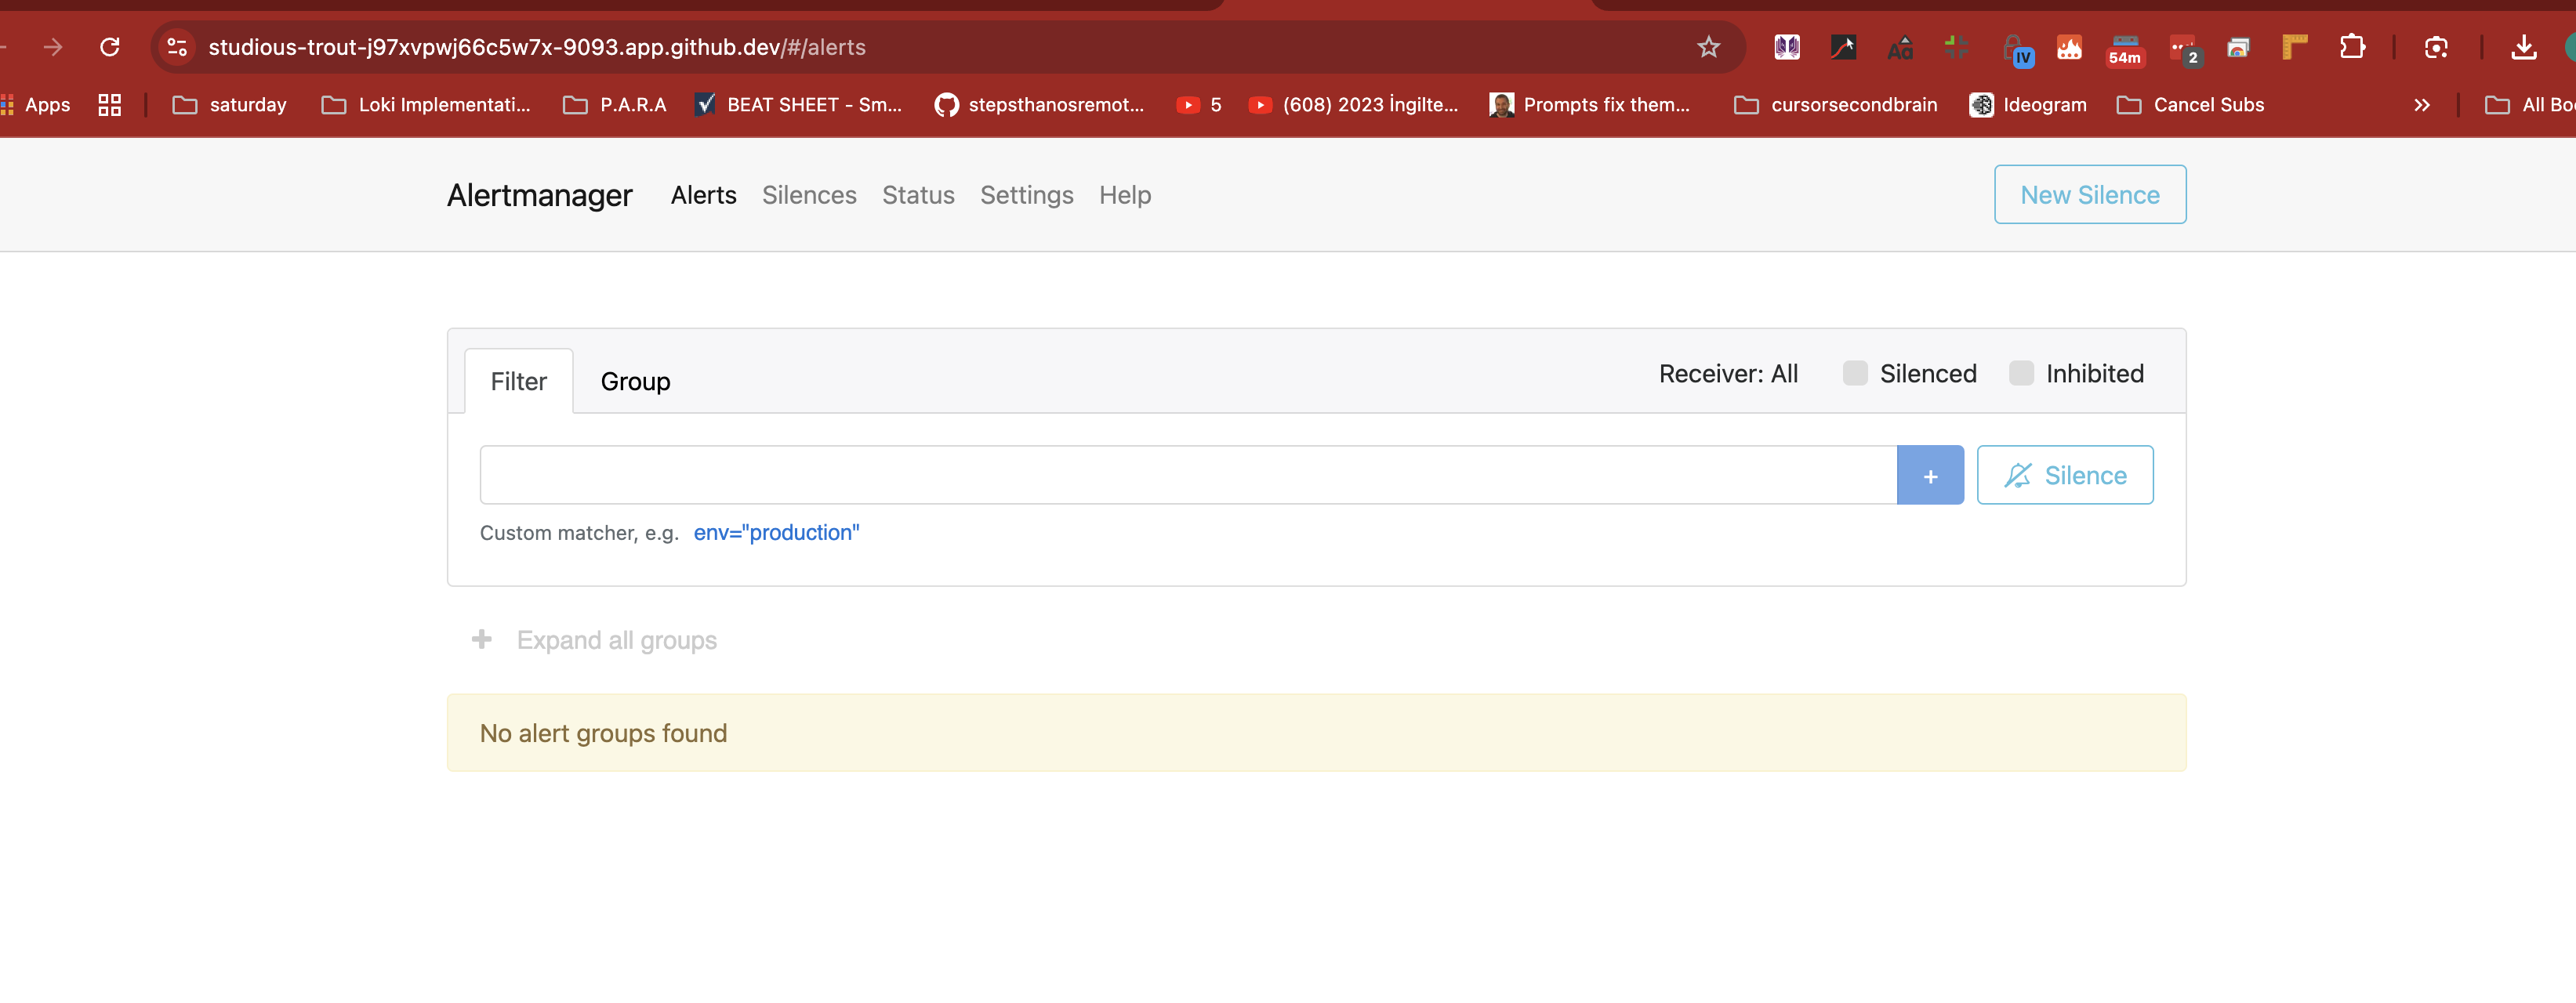 studious-trout-j97xvpwj66c5w7x-9093.app.github.dev/#/alerts
IV
54m
2
Apps
saturday
Loki Implementati...
P.A.R.A
BEAT SHEET - Sm...
stepsthanosremot...
5
(608) 2023 İngilte...
Prompts fix them...
cursorsecondbrain
Ideogram
Cancel Subs
All Bo
Alertmanager
Alerts
Silences
Status
Settings
Help
New Silence
Filter
Group
Receiver: All
Silenced
Inhibited
+
Silence
Custom matcher, e.g. env="production"
+ Expand all groups
No alert groups found